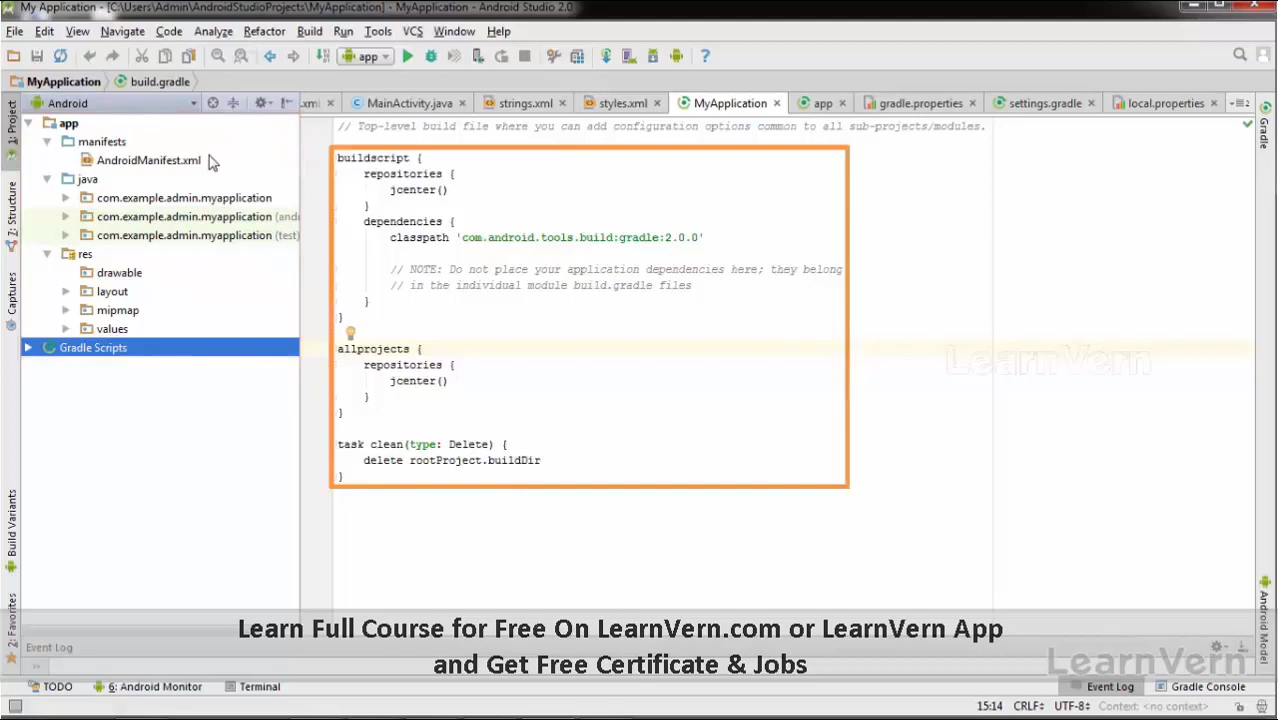 My Application - [C:\Users\Admin\AndroidStudioProjects\MyApplication] - MyApplication - Android Studio 2.0
File Edit View Navigate Code Analyze Refactor Build Run Tools VCS Window Help
app
MyApplication build.gradle
Android
.xml MainActivity.java strings.xml styles.xml MyApplication app gradle.properties settings.gradle local.properties
1: Project
7: Structure
Captures
Build Variants
2: Favorites
app
manifests
AndroidManifest.xml
java
com.example.admin.myapplication
com.example.admin.myapplication (and
com.example.admin.myapplication (test)
res
drawable
layout
mipmap
values
Gradle Scripts
// Top-level build file where you can add configuration options common to all sub-projects/modules.
buildscript {
repositories {
jcenter()
}
dependencies {
classpath 'com.android.tools.build:gradle:2.0.0'
// NOTE: Do not place your application dependencies here; they belong
// in the individual module build.gradle files
}
}
allprojects {
repositories {
jcenter()
}
}
task clean(type: Delete) {
delete rootProject.buildDir
}
LearnVern
Gradle
Android Model
Learn Full Course for Free On LearnVern.com or LearnVern App
and Get Free Certificate & Jobs
Event Log
LearnVern
TODO 6: Android Monitor Terminal Event Log Gradle Console
15:14 CRLF UTF-8 Context: <no context>